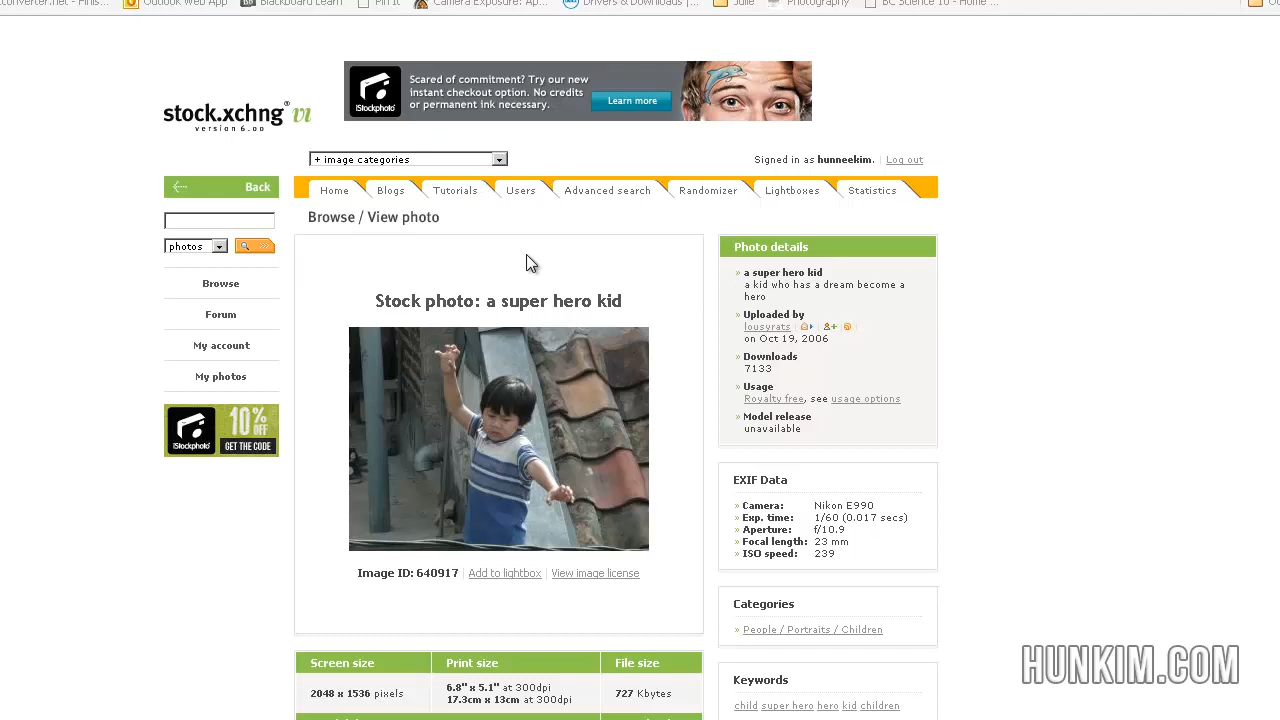 Outlook Web App
Blackboard Learn
Pin It
Camera Exposure: Ap...
Drivers & Downloads |...
Julie
Photography
BC Science 10 - Home ...
Scared of commitment? Try our new
instant checkout option. No credits
or permanent ink necessary.
iStockphoto
Learn more
stock.xchng® VI
version 6.00
+ image categories
Signed in as hunneekim. | Log out
Back
Home
Blogs
Tutorials
Users
Advanced search
Randomizer
Lightboxes
Statistics
photos
Browse / View photo
Browse
Forum
My account
My photos
iStockphoto
10% OFF
GET THE CODE
Stock photo: a super hero kid
Image ID: 640917 | Add to lightbox | View image license
Screen size
Print size
File size
2048 x 1536 pixels
6.8" x 5.1" at 300dpi
17.3cm x 13cm at 300dpi
727 Kbytes
Photo details
» a super hero kid
a kid who has a dream become a
hero
» Uploaded by
lousyrats
on Oct 19, 2006
» Downloads
7133
» Usage
Royalty free, see usage options
» Model release
unavailable
EXIF Data
» Camera: Nikon E990
» Exp. time: 1/60 (0.017 secs)
» Aperture: f/10.9
» Focal length: 23 mm
» ISO speed: 239
Categories
» People / Portraits / Children
Keywords
child super hero hero kid children
HUNKIM.COM